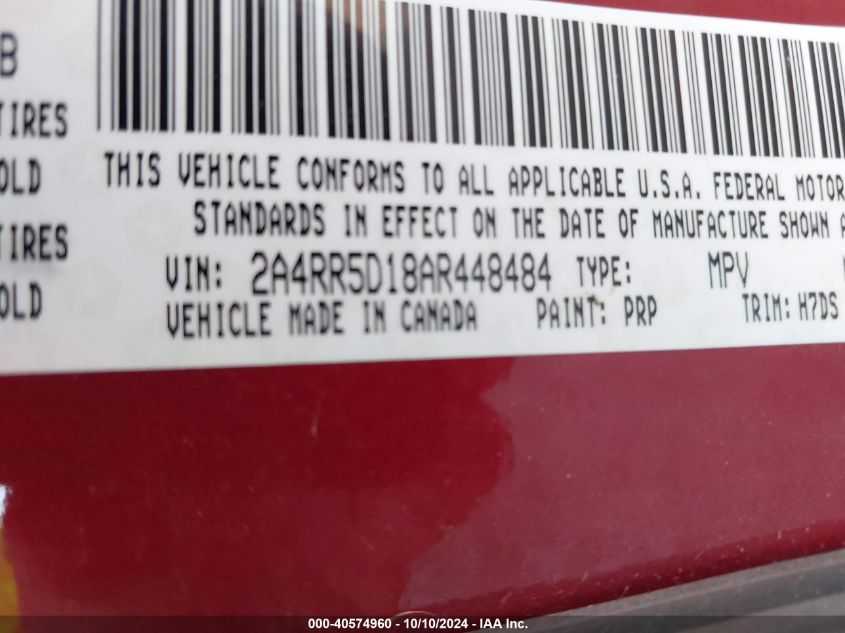 B
TIRES
OLD
THIS VEHICLE CONFORMS TO ALL APPLICABLE U.S.A. FEDERAL MOTOR
STANDARDS IN EFFECT ON THE DATE OF MANUFACTURE SHOWN A
TIRES
OLD
VIN: 2A4RR5D18AR448484 TYPE: MPV
VEHICLE MADE IN CANADA PAINT: PRP TRIM: H7DS
000-40574960 - 10/10/2024 - IAA Inc.